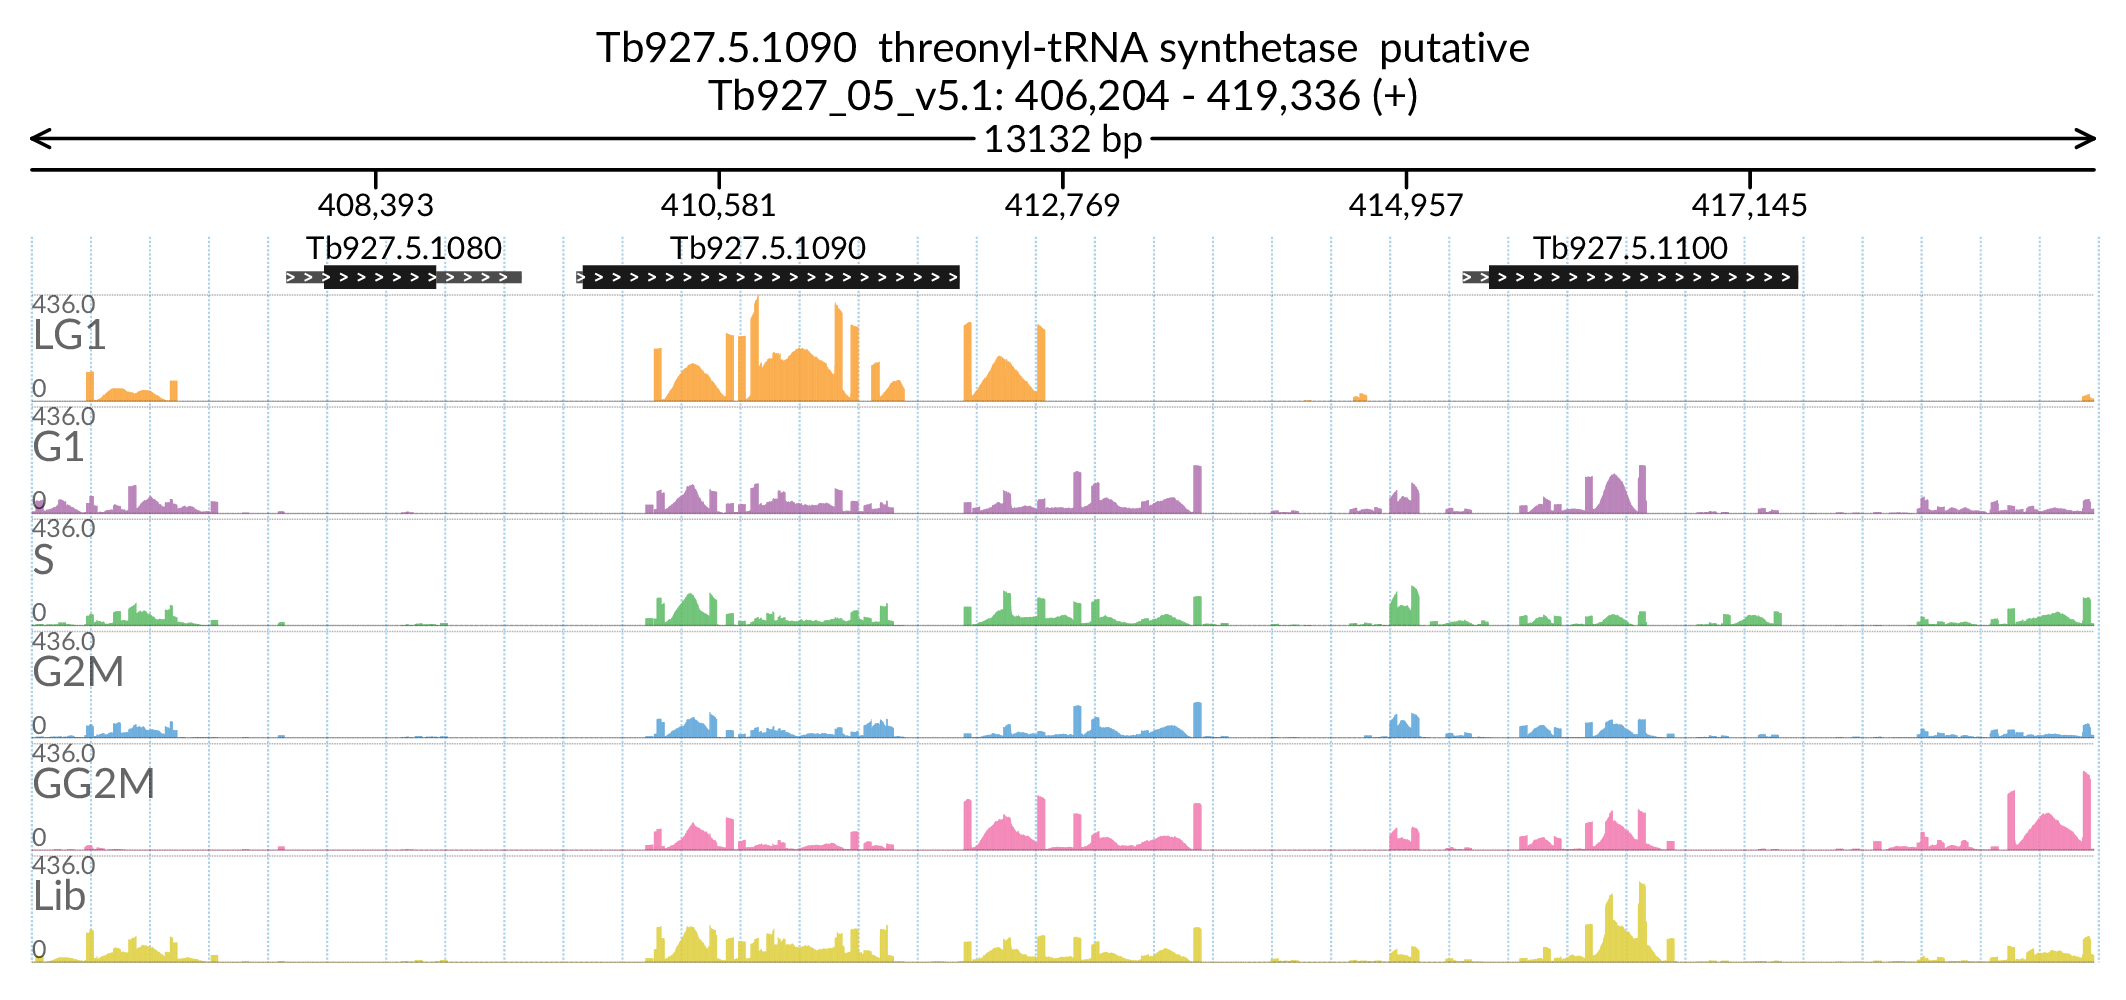 Tb927.5.1090 threonyl-tRNA synthetase putative
Tb927_05_v5.1: 406,204 - 419,336 (+)
13132 bp
408,393 410,581 412,769 414,957 417,145
Tb927.5.1080 Tb927.5.1090 Tb927.5.1100
436.0
LG1
0
436.0
G1
0
436.0
S
0
436.0
G2M
0
436.0
GG2M
0
436.0
Lib
0